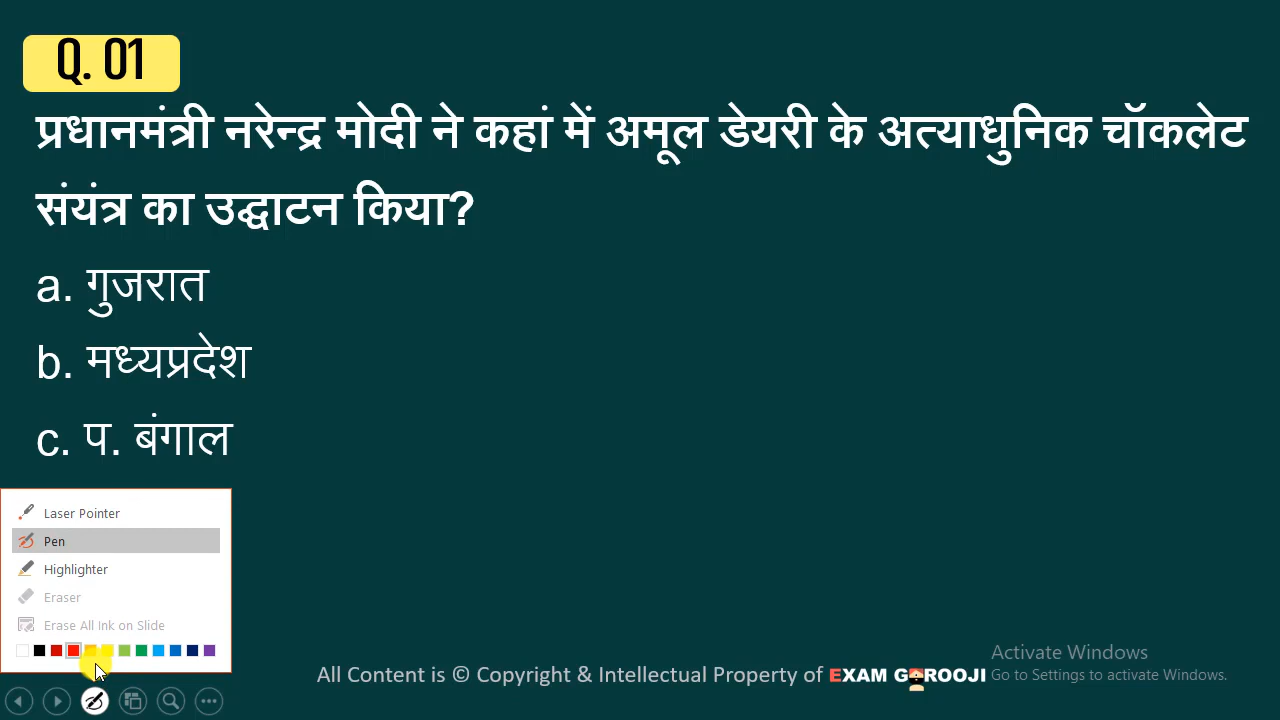 Q. 01
प्रधानमंत्री नरेन्द्र मोदी ने कहां में अमूल डेयरी के अत्याधुनिक चॉकलेट
संयंत्र का उद्घाटन किया?
a. गुजरात
b. मध्यप्रदेश
c. प. बंगाल
Laser Pointer
Pen
Highlighter
Eraser
Erase All Ink on Slide
All Content is © Copyright & Intellectual Property of EXAM GOROOJI
Activate Windows
Go to Settings to activate Windows.